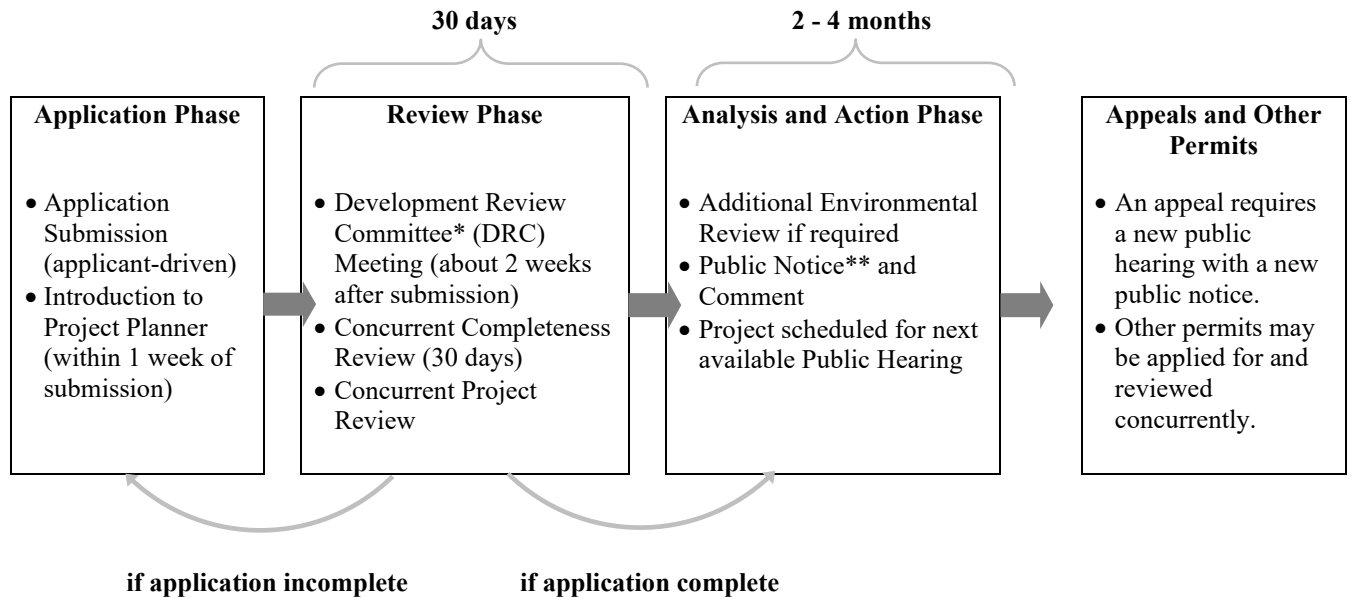 30 days
2 - 4 months
Application Phase
• Application
Submission
(applicant-driven)
• Introduction to
Project Planner
(within 1 week of
submission)
Review Phase
• Development Review
Committee* (DRC)
Meeting (about 2 weeks
after submission)
• Concurrent Completeness
Review (30 days)
• Concurrent Project
Review
Analysis and Action Phase
• Additional Environmental
Review if required
• Public Notice** and
Comment
• Project scheduled for next
available Public Hearing
Appeals and Other
Permits
• An appeal requires
a new public
hearing with a new
public notice.
• Other permits may
be applied for and
reviewed
concurrently.
if application incomplete
if application complete